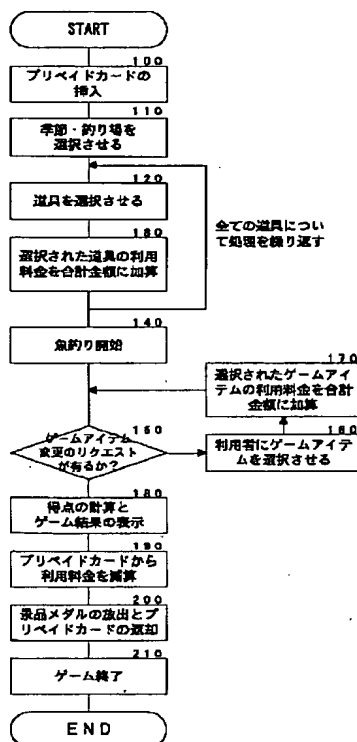 START
100
プリペイドカードの
挿入
110
季節・釣り場を
選択させる
120
道具を選択させる
130
選択された道具の利用
料金を合計金額に加算
全ての道具につい
て処理を繰り返す
140
魚釣り開始
170
選択されたゲームアイ
テムの利用料金を合計
金額に加算
150
ゲームアイテム
変更のリクエスト
が有るか？
160
利用者にゲームアイテ
ムを選択させる
180
得点の計算と
ゲーム結果の表示
190
プリペイドカードから
利用料金を減算
200
景品メダルの放出とプ
リペイドカードの返却
210
ゲーム終了
END